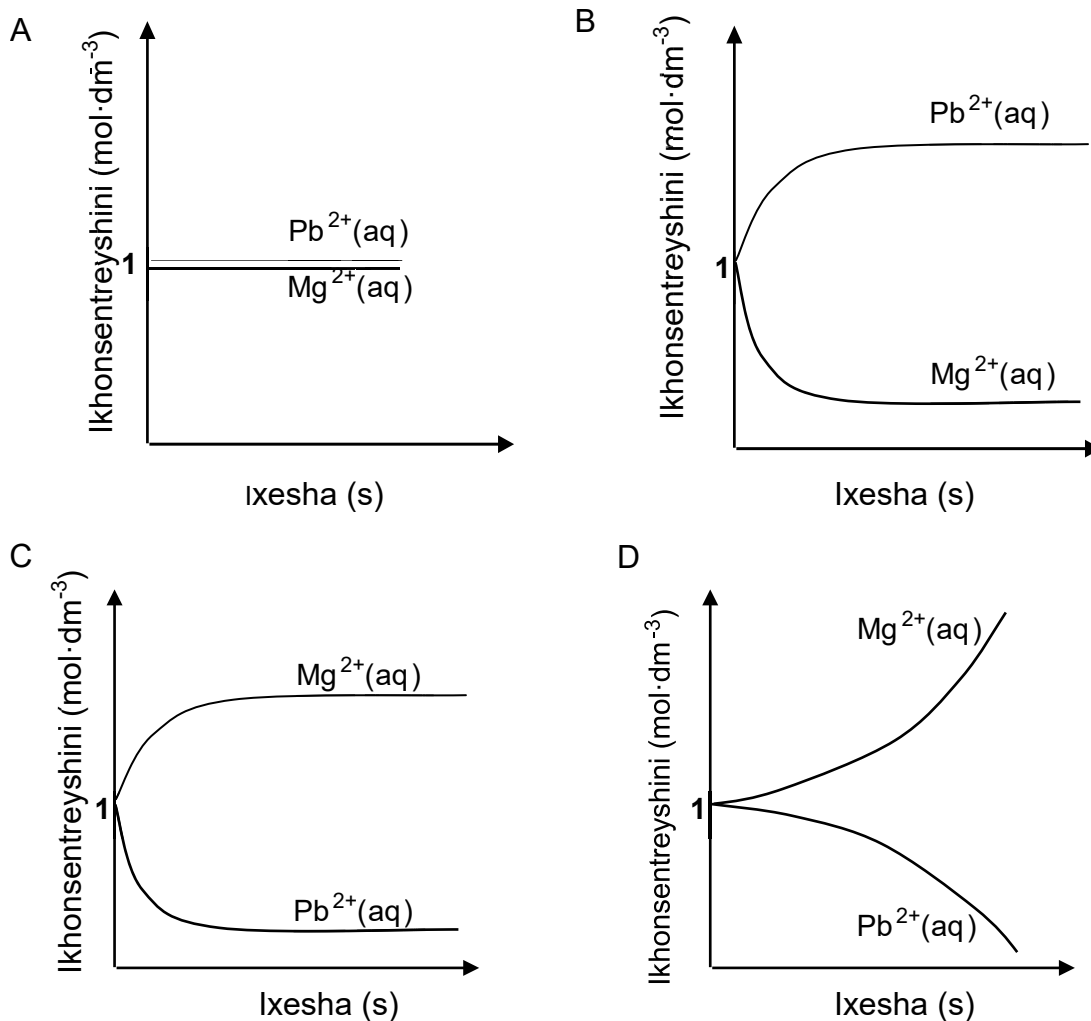 A
Ikhonsentreyshini (mol·dm⁻³)
1
Pb²⁺(aq)
Mg²⁺(aq)
Ixesha (s)
B
Ikhonsentreyshini (mol·dm⁻³)
1
Pb²⁺(aq)
Mg²⁺(aq)
Ixesha (s)
C
Ikhonsentreyshini (mol·dm⁻³)
1
Mg²⁺(aq)
Pb²⁺(aq)
Ixesha (s)
D
Ikhonsentreyshini (mol·dm⁻³)
1
Mg²⁺(aq)
Pb²⁺(aq)
Ixesha (s)